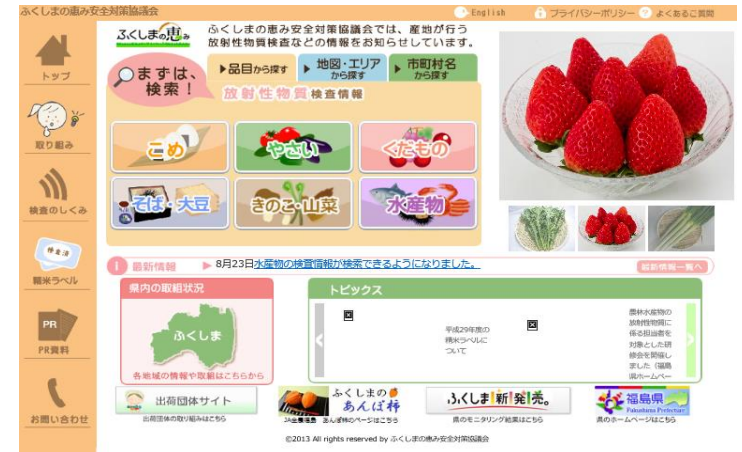 ふくしまの恵み安全対策協議会
English
プライバシーポリシー
よくあるご質問
トップ
取り組み
検査のしくみ
検査済
精米ラベル
PR
PR資料
お問い合わせ
ふくしまの恵み
ふくしまの恵み安全対策協議会では、産地が行う
放射性物質検査などの情報をお知らせしています。
まずは、
検索！
品目から探す
地図・エリア
から探す
市町村名
から探す
放射性物質検査情報
こめ
やさい
くだもの
そば・大豆
きのこ・山菜
水産物
最新情報
8月23日水産物の検査情報が検索できるようになりました。
最新情報一覧へ
県内の取組状況
ふくしま
各地域の情報や取組はこちらから
トピックス
平成29年度の
精米ラベルに
ついて
農林水産物の
放射性物質に
係る担当者を
対象とした研
修会を開催し
ました（福島
県ホームペー
出荷団体サイト
出荷団体の取り組みはこちら
ふくしまの
あんぽ柿
JA全農福島 あんぽ柿のページはこちら
ふくしま新発売。
県のモニタリング結果はこちら
福島県
Fukushima Prefecture
県のホームページはこちら
©2013 All rights reserved by ふくしまの恵み安全対策協議会